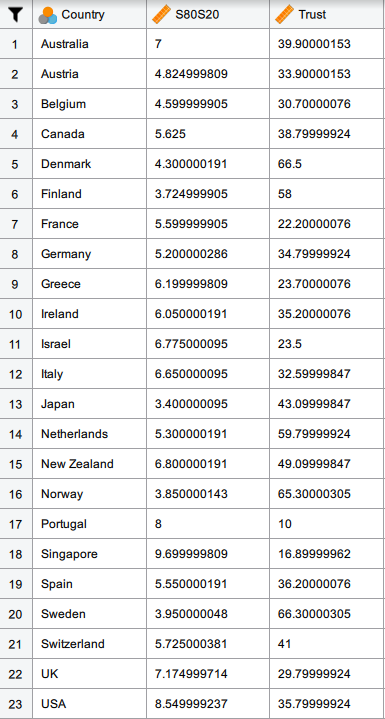 Country S80S20 Trust
1 Australia 7 39.90000153
2 Austria 4.824999809 33.90000153
3 Belgium 4.599999905 30.70000076
4 Canada 5.625 38.79999924
5 Denmark 4.300000191 66.5
6 Finland 3.724999905 58
7 France 5.599999905 22.20000076
8 Germany 5.200000286 34.79999924
9 Greece 6.199999809 23.70000076
10 Ireland 6.050000191 35.20000076
11 Israel 6.775000095 23.5
12 Italy 6.650000095 32.59999847
13 Japan 3.400000095 43.09999847
14 Netherlands 5.300000191 59.79999924
15 New Zealand 6.800000191 49.09999847
16 Norway 3.850000143 65.30000305
17 Portugal 8 10
18 Singapore 9.699999809 16.89999962
19 Spain 5.550000191 36.20000076
20 Sweden 3.950000048 66.30000305
21 Switzerland 5.725000381 41
22 UK 7.174999714 29.79999924
23 USA 8.549999237 35.79999924